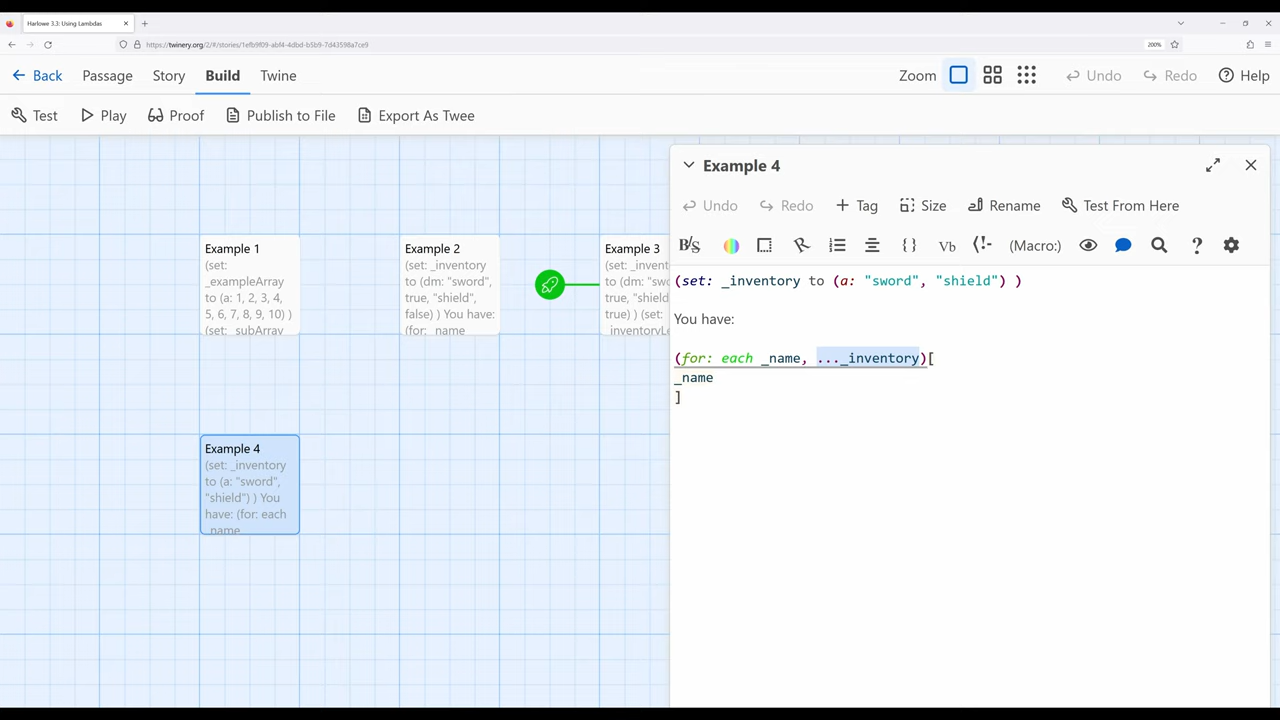 Harlowe 3.3: Using Lambdas
https://twinery.org/2/#/stories/1efb9f09-abf4-4dbd-b5b9-7d43598a7ce9
200%
Back Passage Story Build Twine Zoom Undo Redo Help
Test Play Proof Publish to File Export As Twee
Example 1
(set:
_exampleArray
to (a: 1, 2, 3, 4,
5, 6, 7, 8, 9, 10) )
(set: _subArray
Example 2
(set: _inventory
to (dm: "sword",
true, "shield",
false) ) You have:
(for: _name
Example 3
(set: _invent
to (dm: "swo
true, "shield
true) ) (set:
_inventoryLe
Example 4
(set: _inventory
to (a: "sword",
"shield") ) You
have: (for: each
_name
Example 4
Undo Redo Tag Size Rename Test From Here
(Macro:)
(set: _inventory to (a: "sword", "shield") )
You have:
(for: each _name, ..._inventory)[
_name
]